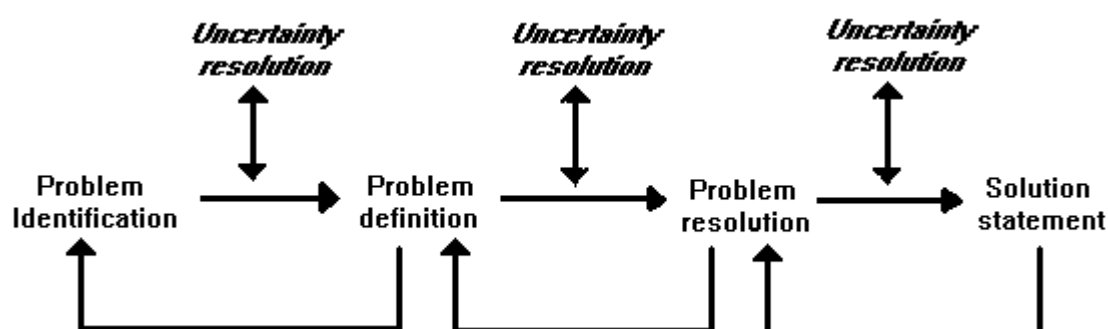 Uncertainty
resolution
Uncertainty
resolution
Uncertainty
resolution
Problem
Identification
Problem
definition
Problem
resolution
Solution
statement